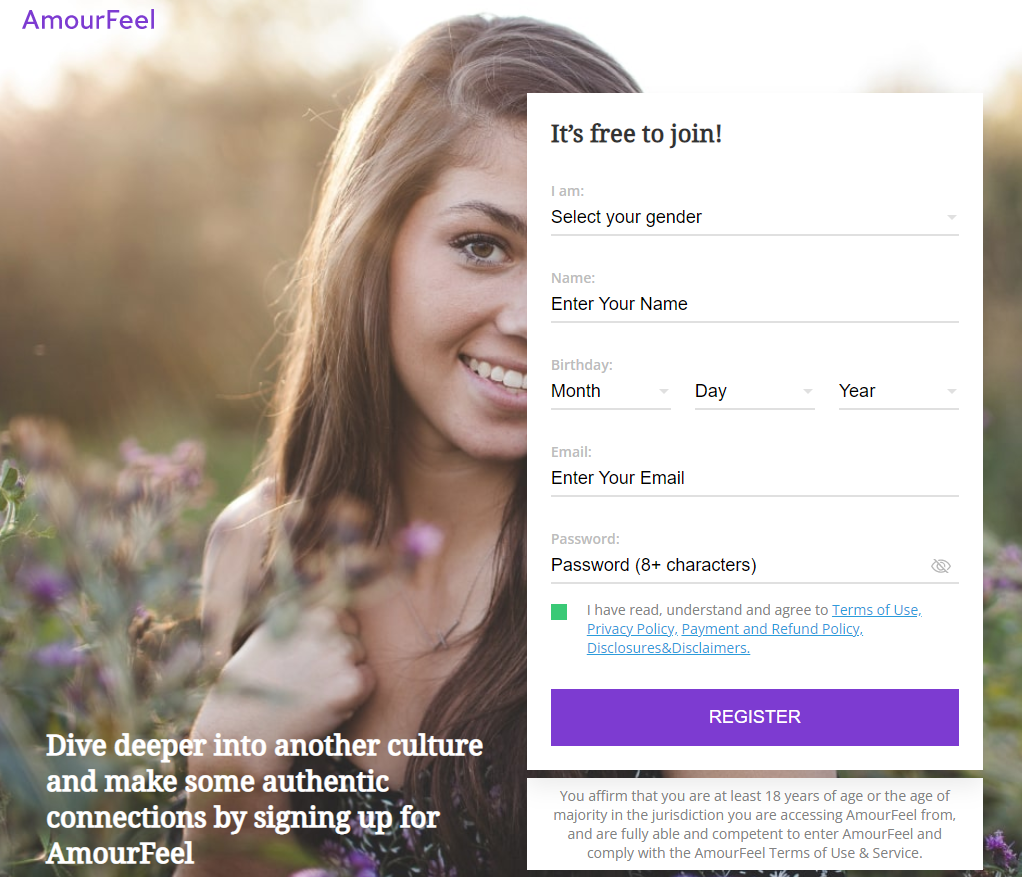 AmourFeel
It's free to join!
I am:
Select your gender
Name:
Enter Your Name
Birthday:
Month Day Year
Email:
Enter Your Email
Password:
Password (8+ characters)
I have read, understand and agree to Terms of Use,
Privacy Policy, Payment and Refund Policy,
Disclosures&Disclaimers.
REGISTER
Dive deeper into another culture
and make some authentic
connections by signing up for
AmourFeel
You affirm that you are at least 18 years of age or the age of
majority in the jurisdiction you are accessing AmourFeel from,
and are fully able and competent to enter AmourFeel and
comply with the AmourFeel Terms of Use & Service.